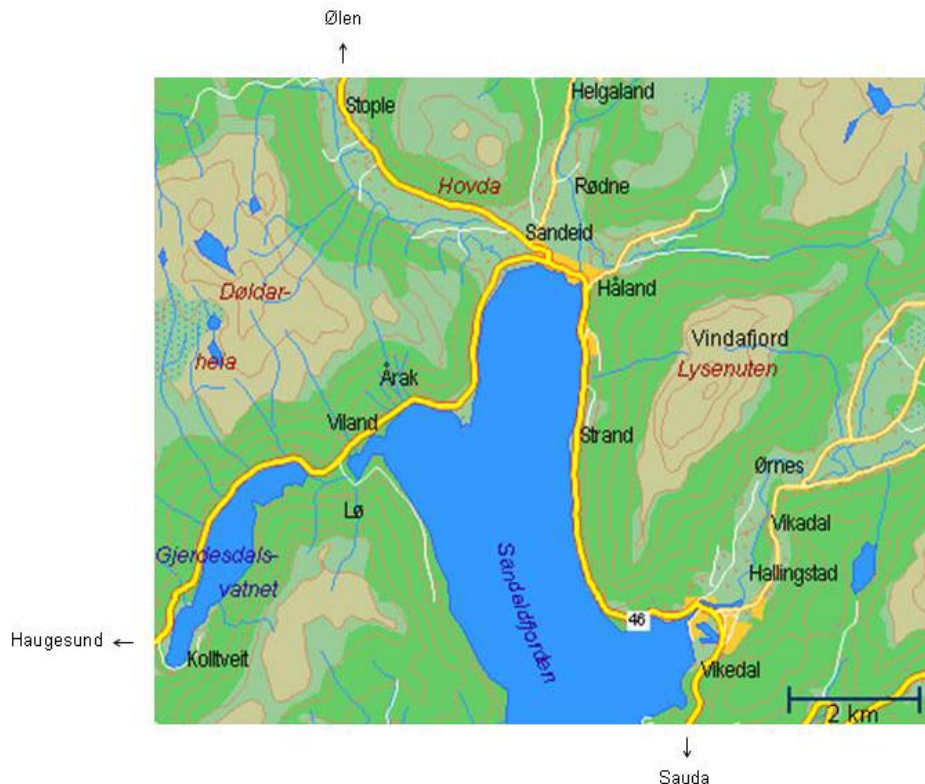 Ølen
↑
Helgaland
Stople
Hovda
Rødne
Sandeid
Døldar-
heia
Håland
Vindafjord
Lysenuten
Årak
Viland
Strand
Ørnes
Lø
Vikadal
Gjerdesdals-
vatnet
Sandeidfjorden
Hallingstad
46
Haugesund ←
Kolltveit
Vikedal
2 km
↓
Sauda